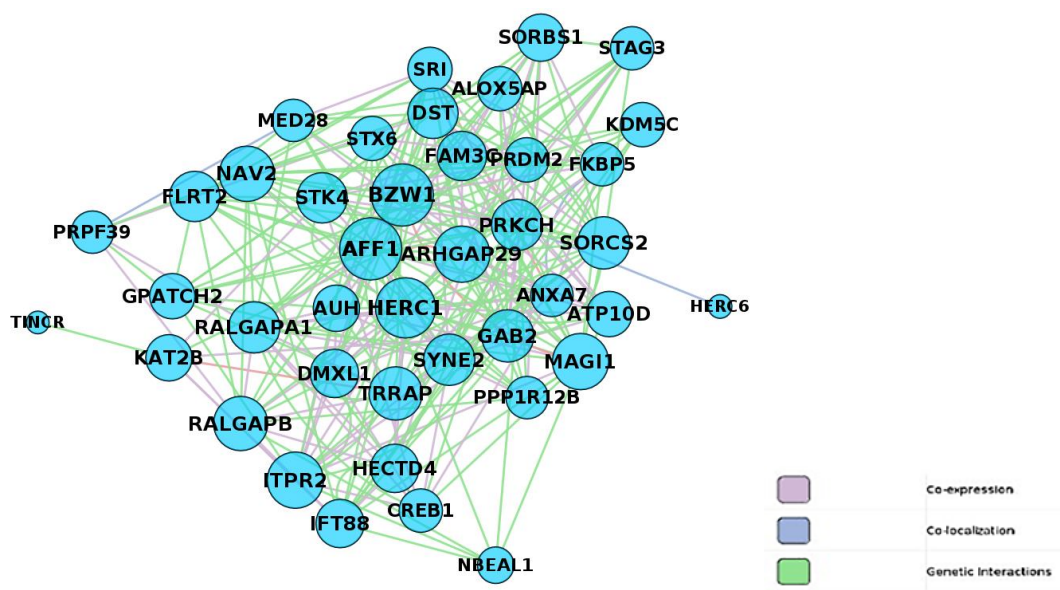 SORBS1
STAG3
SRI
ALOX5AP
DST
MED28
KDM5C
STX6
FAM3C
PRDM2
FKBP5
NAV2
FLRT2
STK4
BZW1
PRKCH
PRPF39
SORCS2
AFF1
ARHGAP29
GPATCH2
ANXA7
HERC6
AUH
HERC1
ATP10D
TINCR
RALGAPA1
GAB2
KAT2B
SYNE2
MAGI1
DMXL1
TRRAP
PPP1R12B
RALGAPB
HECTD4
ITPR2
CREB1
IFT88
NBEAL1
Co-expression
Co-localization
Genetic Interactions